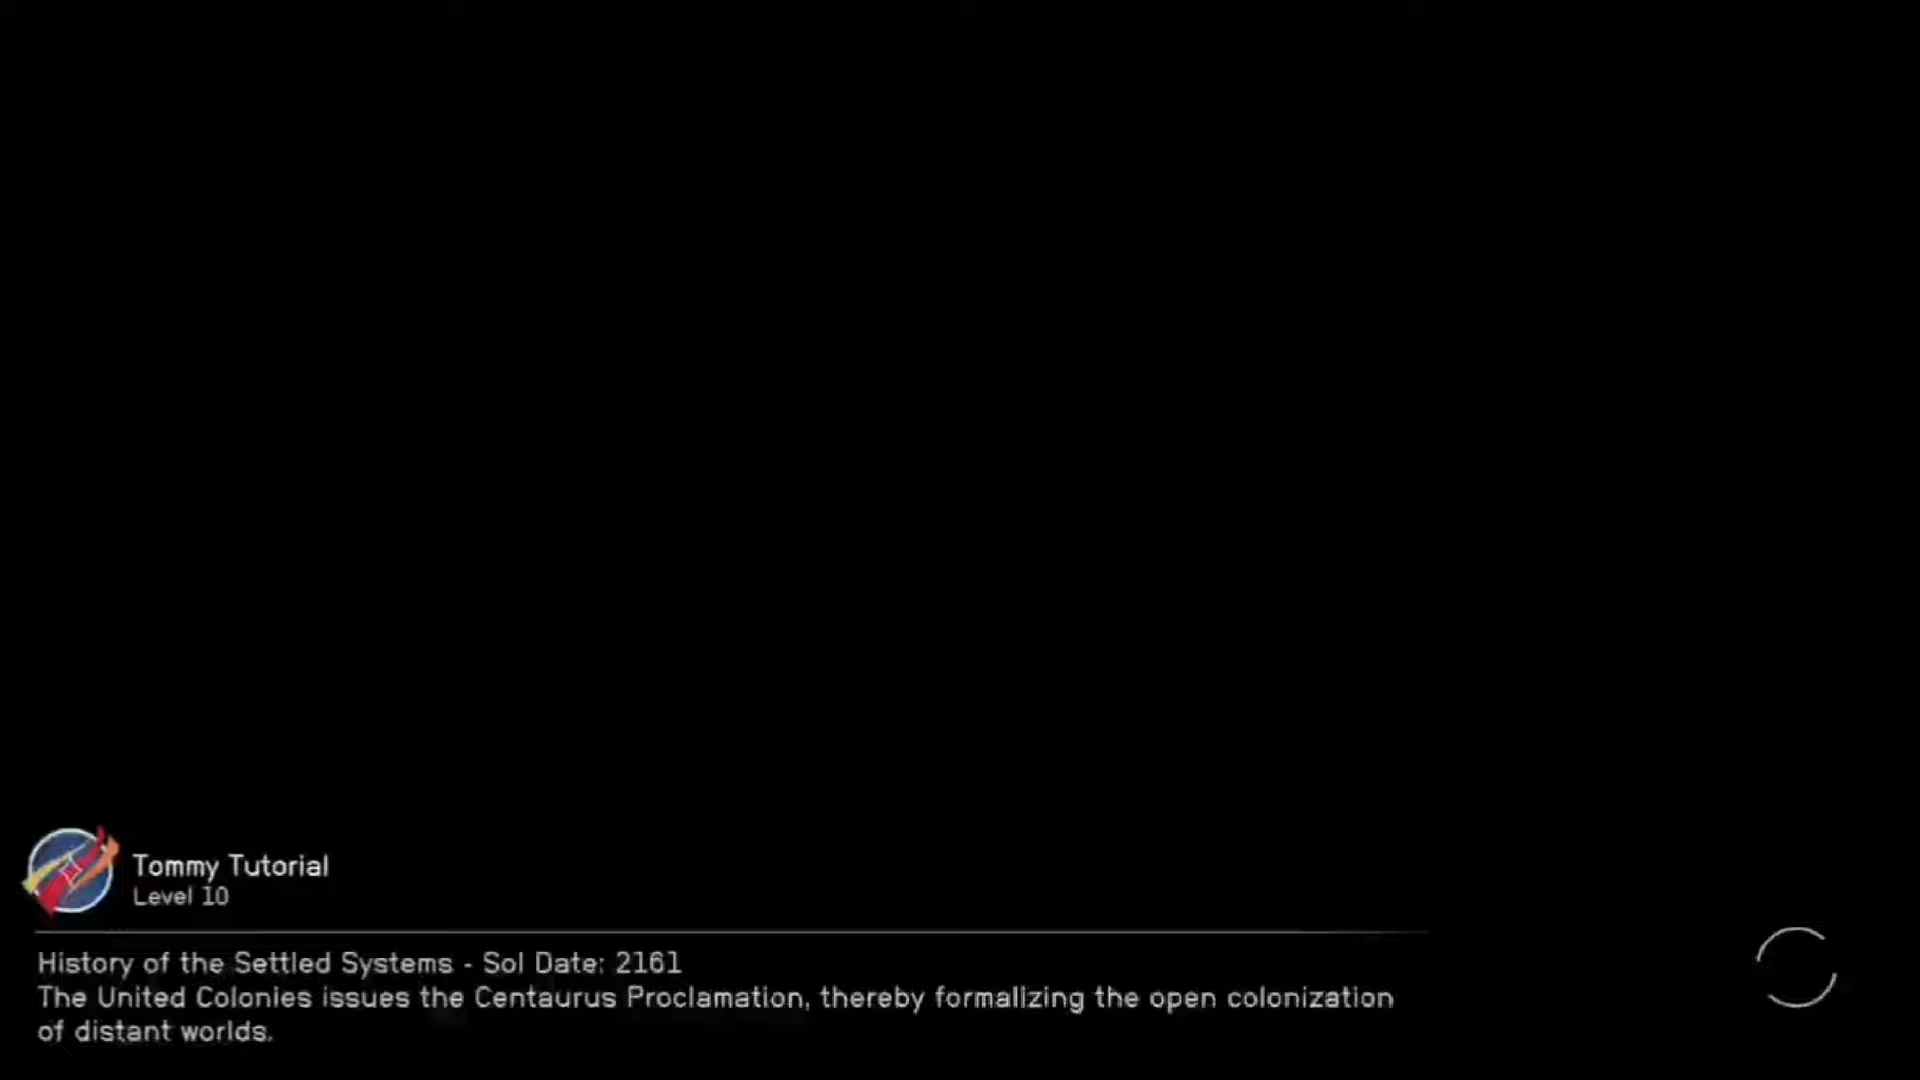 Tommy Tutorial
Level 10
History of the Settled Systems - Sol Date: 2161
The United Colonies issues the Centaurus Proclamation, thereby formalizing the open colonization
of distant worlds.